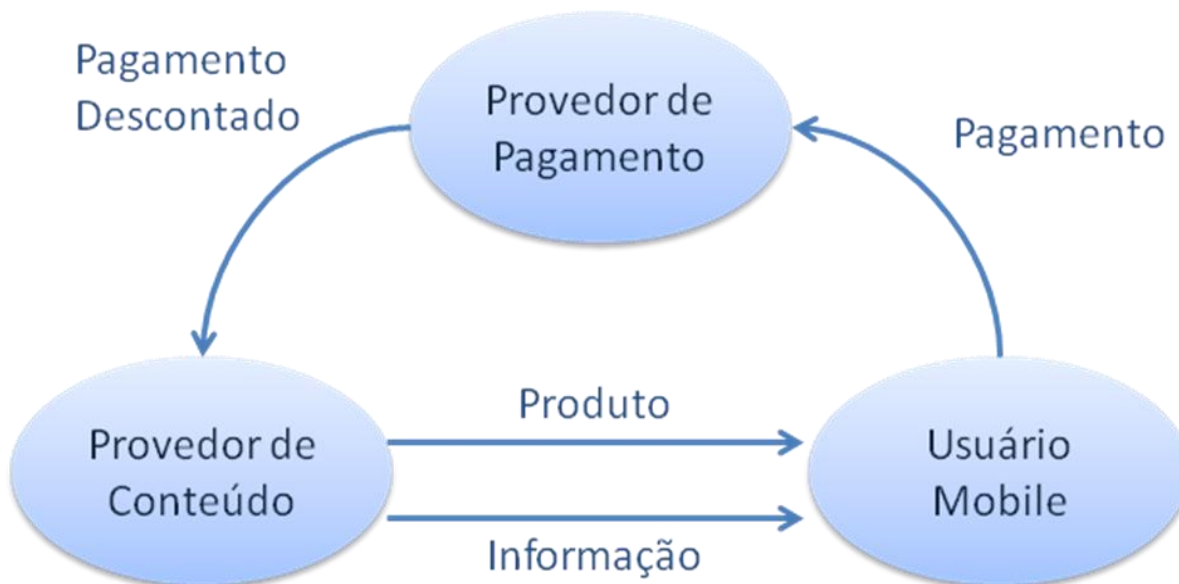 Pagamento
Descontado
Provedor de
Pagamento
Pagamento
Produto
Provedor de
Conteúdo
Usuário
Mobile
Informação